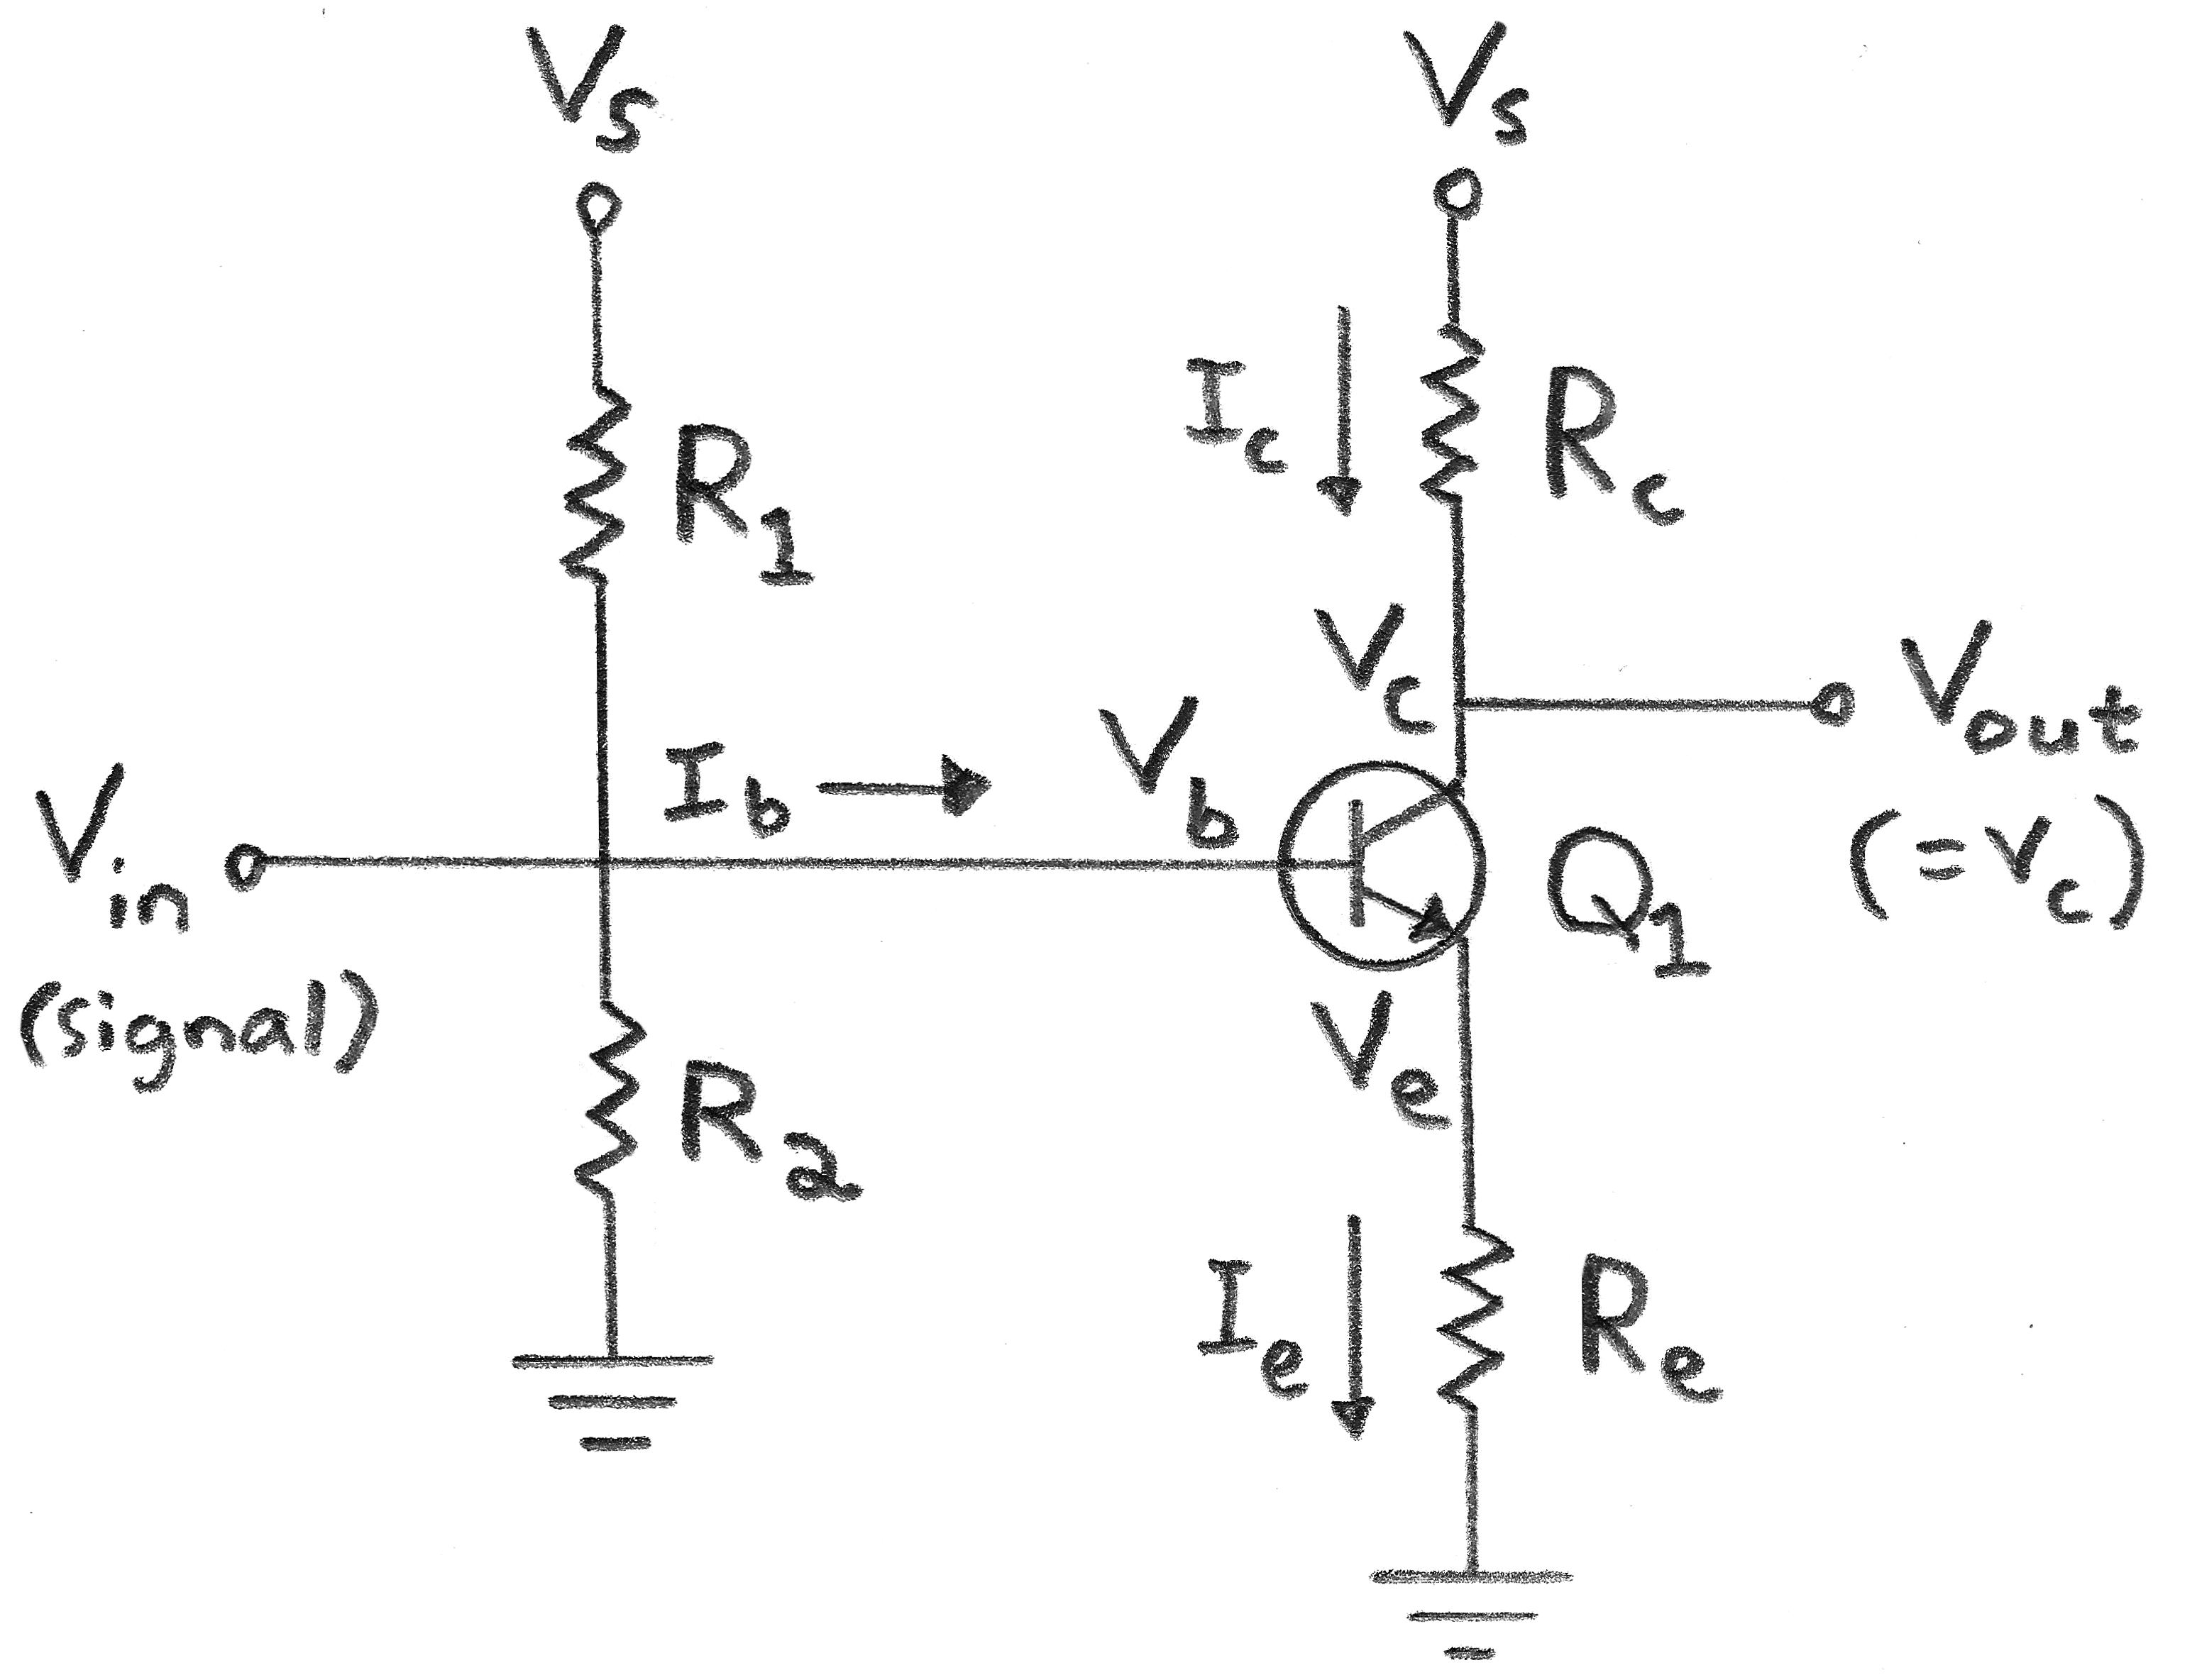 Vs
Vs
Ic
Rc
R1
Vc
Vout
(=Vc)
Ib
Vb
Vin
(signal)
Q1
Ve
R2
Ie
Re